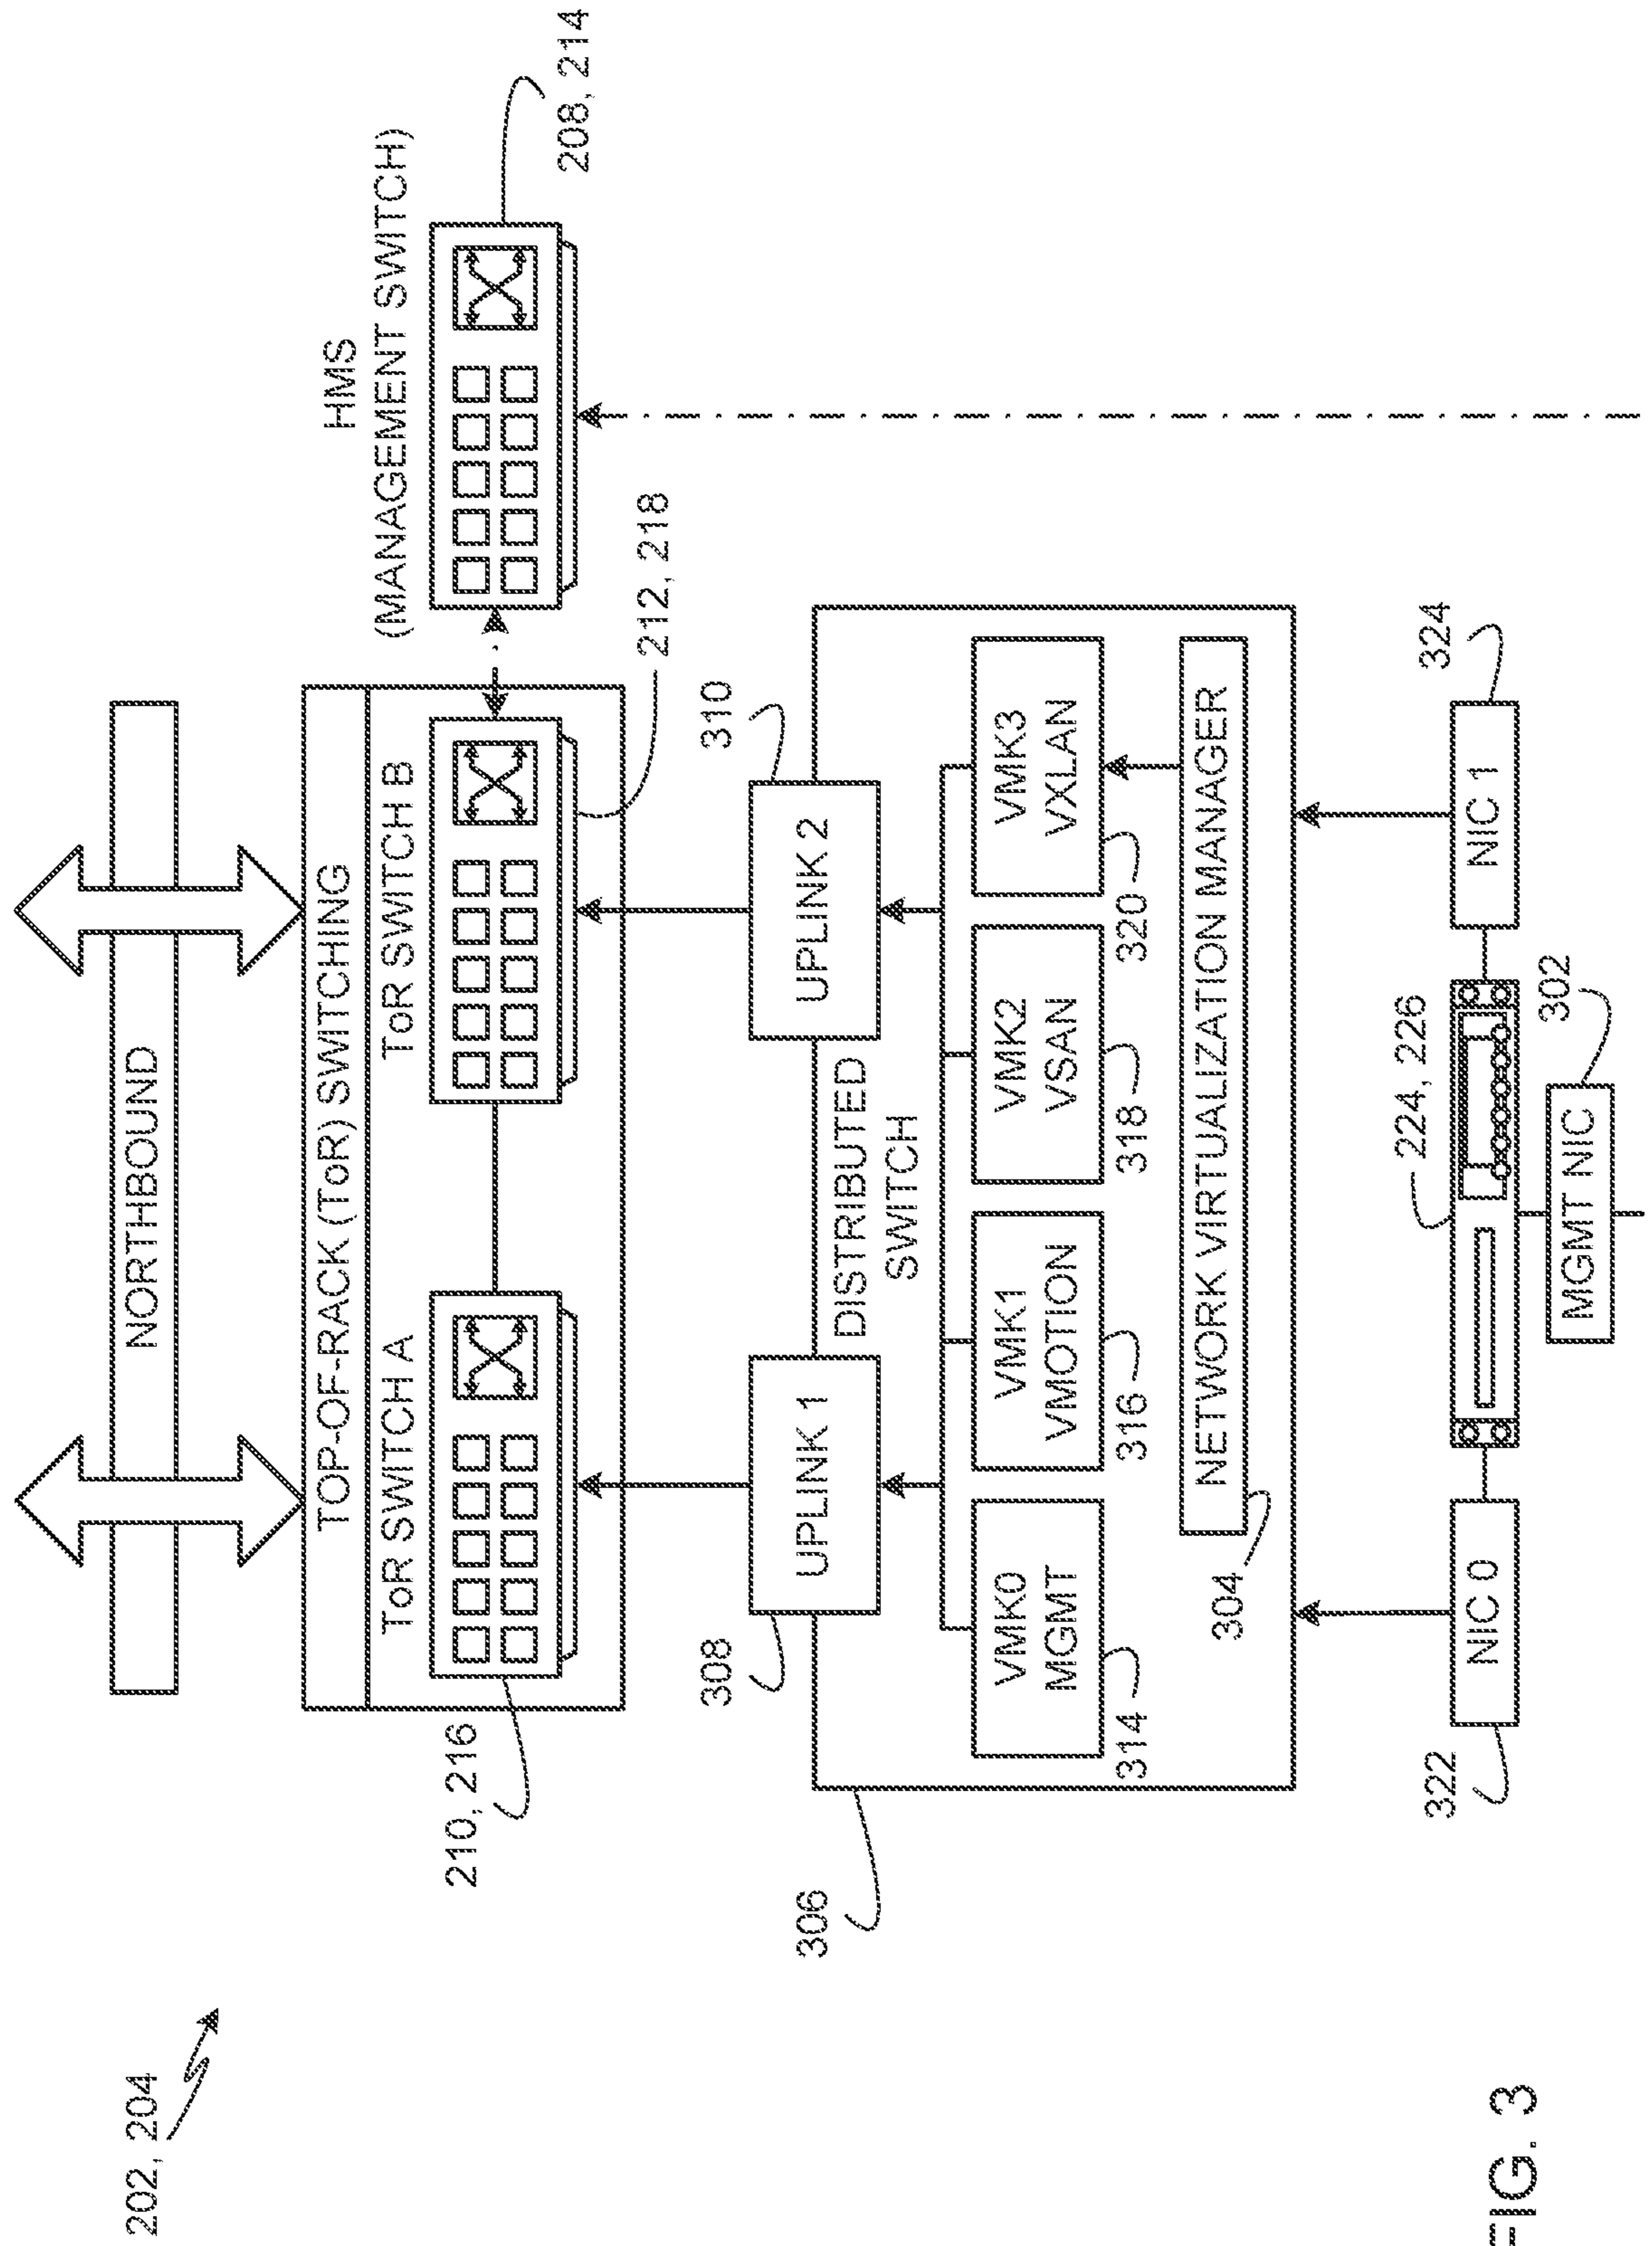 202, 204
NORTHBOUND
TOP-OF-RACK (ToR) SWITCHING
ToR SWITCH A
ToR SWITCH B
HMS
(MANAGEMENT SWITCH)
210, 216
212, 218
208, 214
308
UPLINK 1
UPLINK 2
310
306
DISTRIBUTED
SWITCH
VMK0
MGMT
VMK1
VMOTION
VMK2
VSAN
VMK3
VXLAN
314
316
318
320
304
NETWORK VIRTUALIZATION MANAGER
322
NIC 0
224, 226
NIC 1
324
MGMT NIC
302
FIG. 3